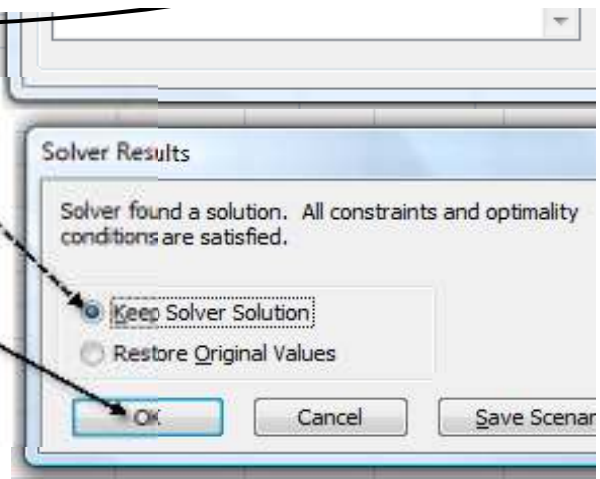 Solver Results
Solver found a solution. All constraints and optimality
conditions are satisfied.
Keep Solver Solution
Restore Original Values
OK Cancel Save Scenar